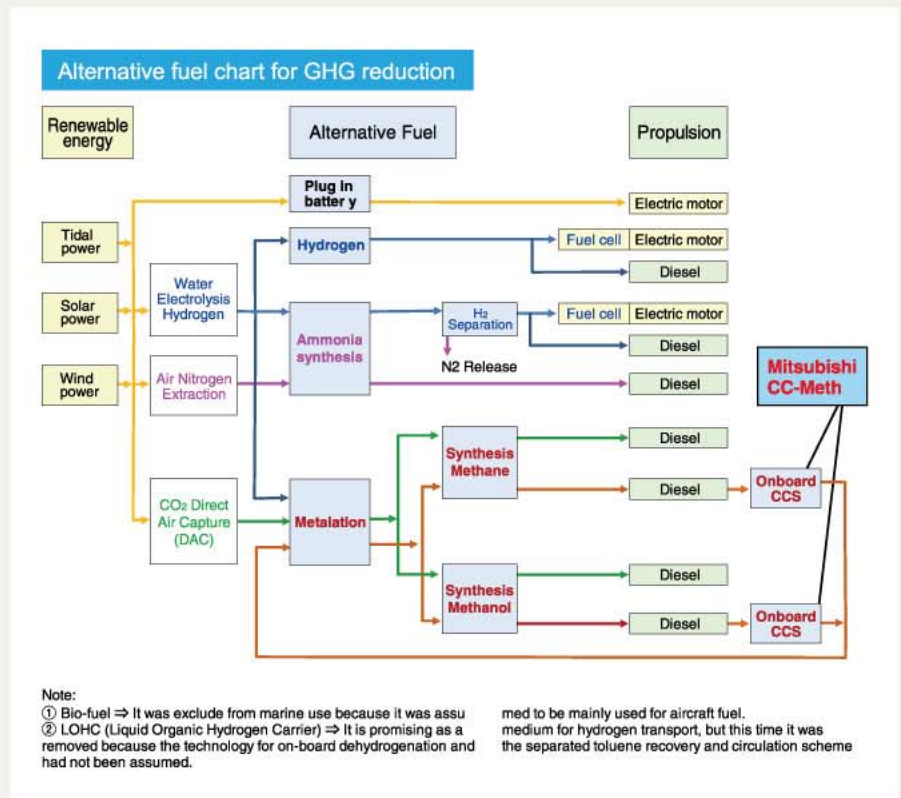 Alternative fuel chart for GHG reduction
Renewable
energy
Alternative Fuel
Propulsion
Plug in
batter y
Electric motor
Tidal
power
Hydrogen
Fuel cell
Electric motor
Diesel
Solar
power
Water
Electrolysis
Hydrogen
Ammonia
synthesis
H2
Separation
N2 Release
Fuel cell
Electric motor
Diesel
Wind
power
Air Nitrogen
Extraction
Diesel
Mitsubishi
CC-Meth
CO2 Direct
Air Capture
(DAC)
Metalation
Synthesis
Methane
Diesel
Diesel
Onboard
CCS
Synthesis
Methanol
Diesel
Diesel
Onboard
CCS
Note:
① Bio-fuel ⇒ It was exclude from marine use because it was assu
② LOHC (Liquid Organic Hydrogen Carrier) ⇒ It is promising as a
removed because the technology for on-board dehydrogenation and
had not been assumed.
med to be mainly used for aircraft fuel.
medium for hydrogen transport, but this time it was
the separated toluene recovery and circulation scheme